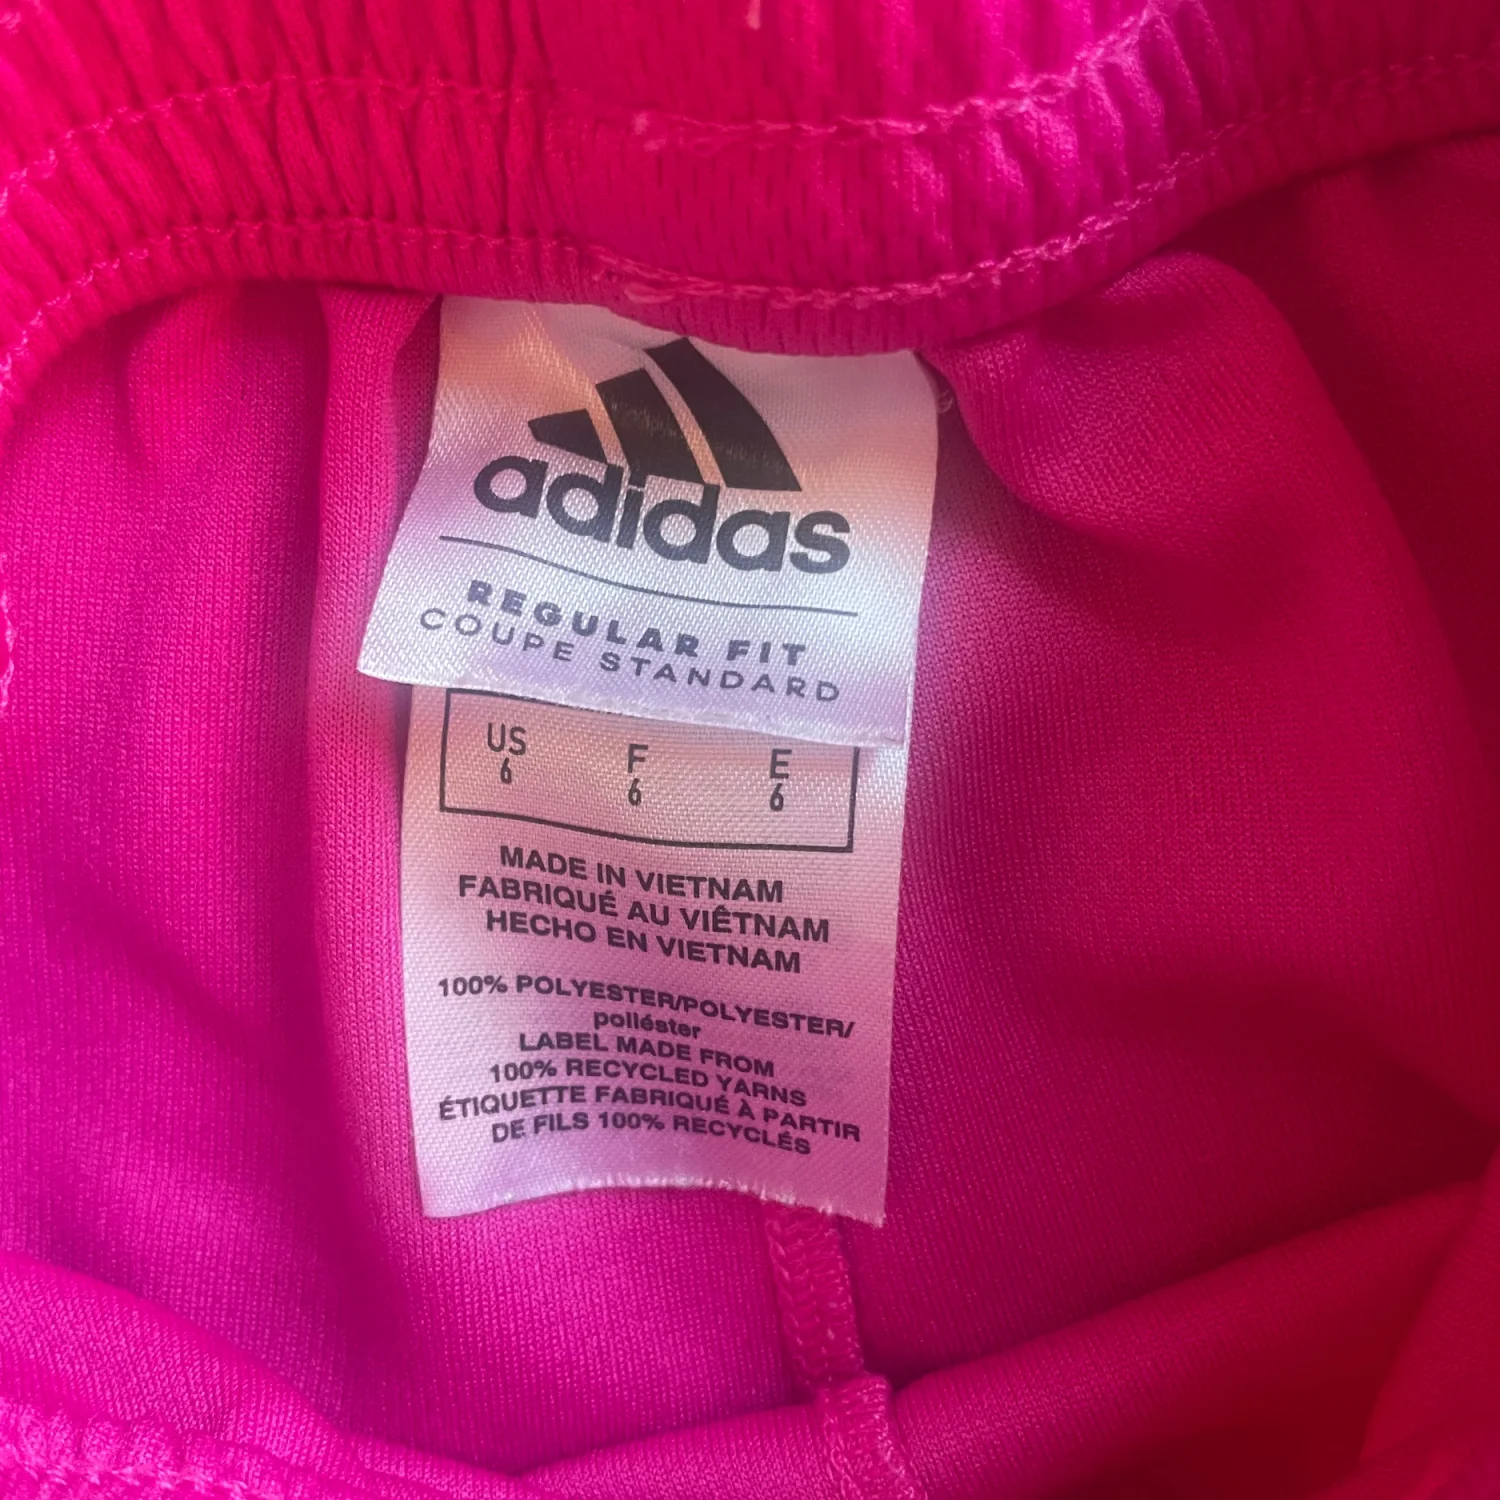 adidas
REGULAR FIT
COUPE STANDARD
US F E
6 6 6
MADE IN VIETNAM
FABRIQUÉ AU VIÊTNAM
HECHO EN VIETNAM
100% POLYESTER/POLYESTER/
poliéster
LABEL MADE FROM
100% RECYCLED YARNS
ÉTIQUETTE FABRIQUÉ À PARTIR
DE FILS 100% RECYCLÉS